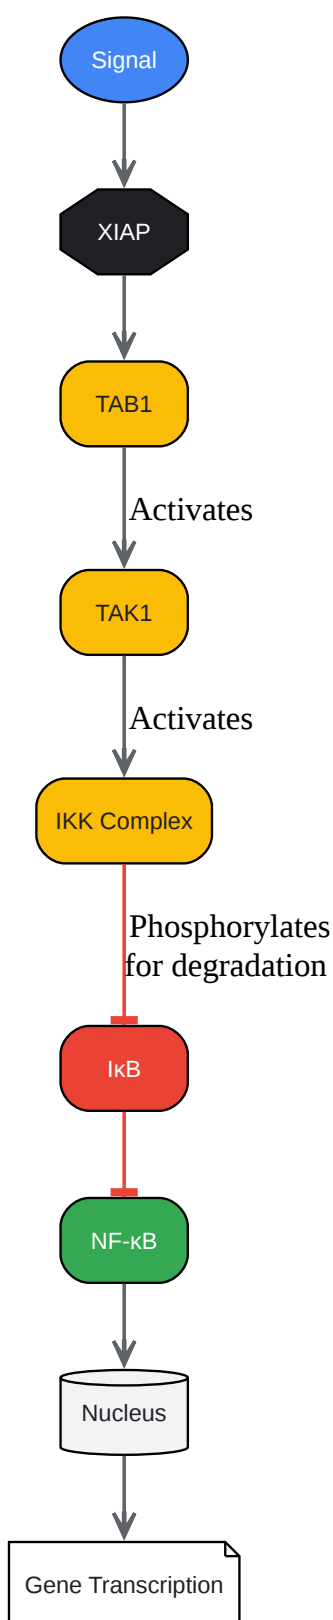 Signal
XIAP
TAB1
Activates
TAK1
Activates
IKK Complex
Phosphorylates
for degradation
IκB
NF-κB
Nucleus
Gene Transcription